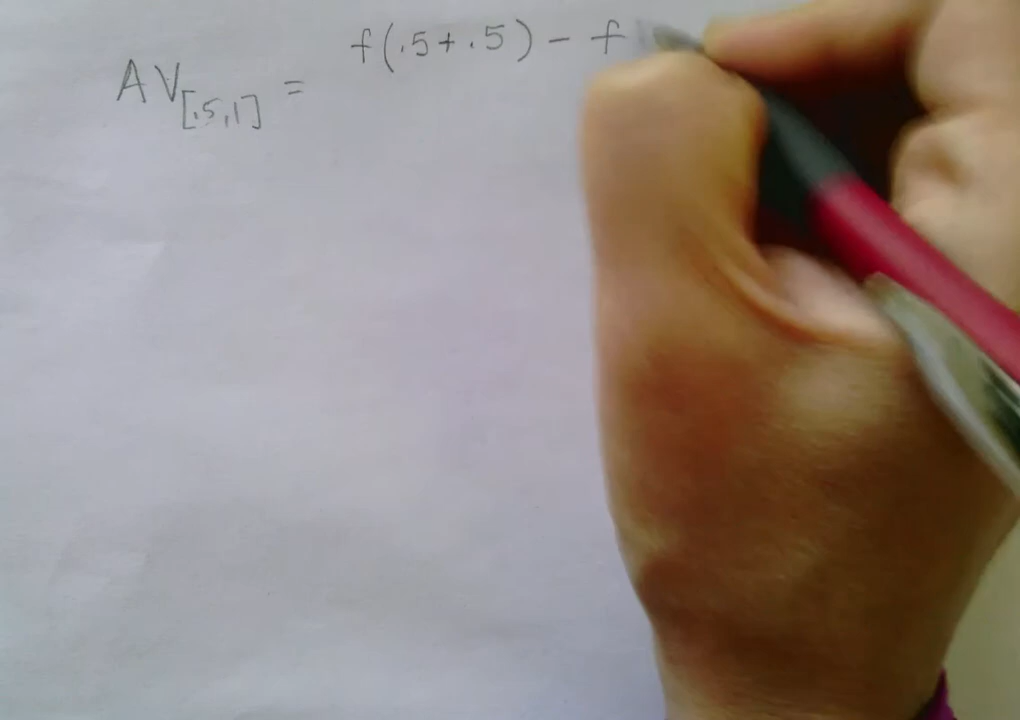 AV[.5,1] = f(.5+.5) - f